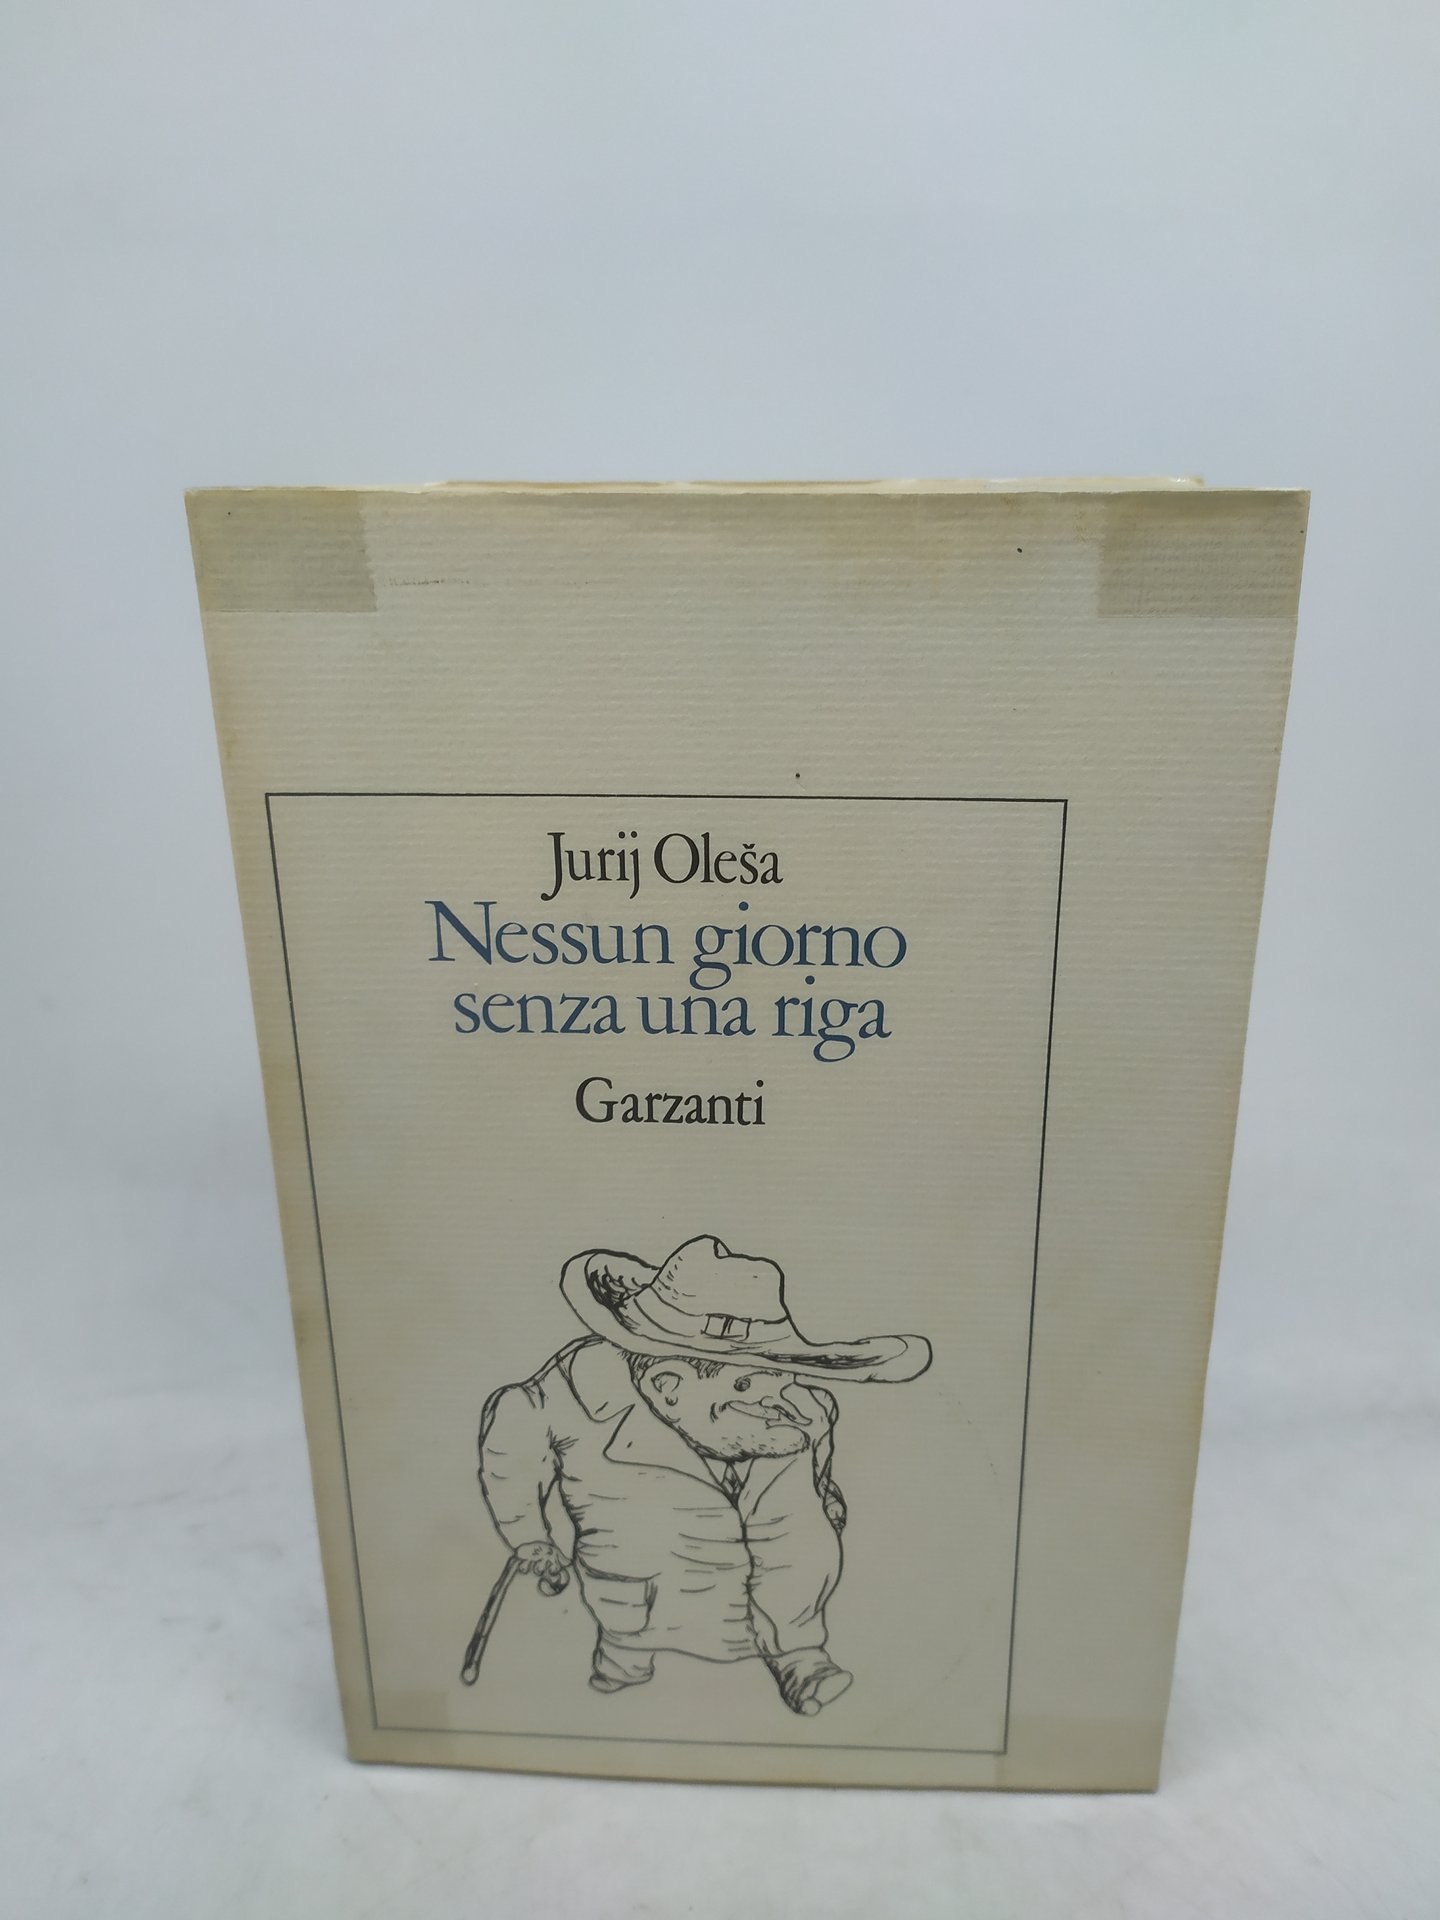 Jurij Oleša
Nessun giorno
senza una riga
Garzanti